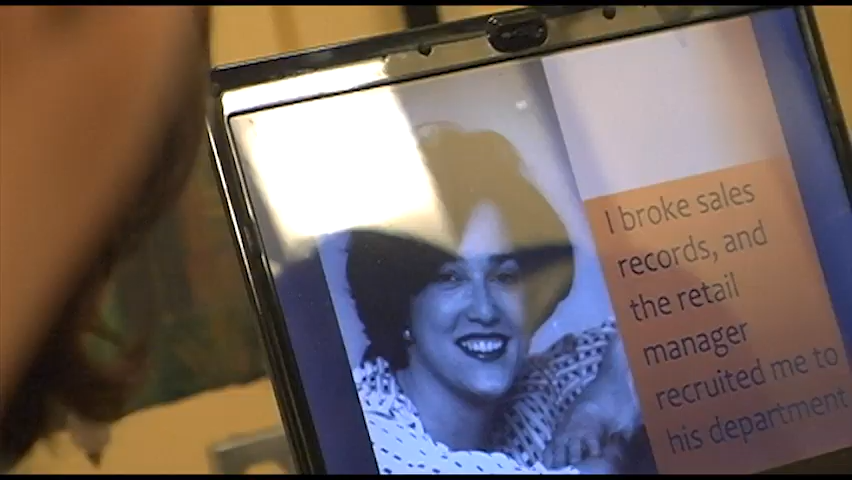 I broke sales
records, and
the retail
manager
recruited me to
his department